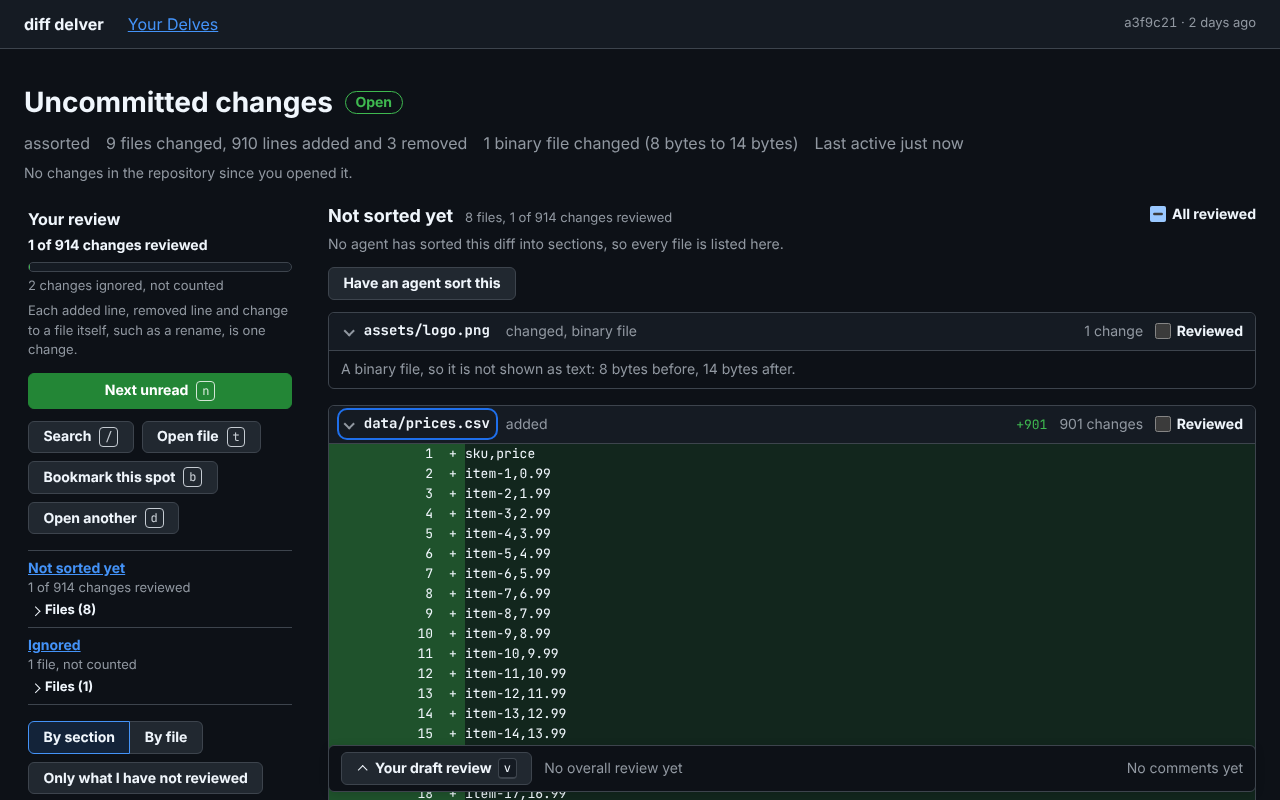 diff delver Your Delves a3f9c21 · 2 days ago
Uncommitted changes Open
assorted 9 files changed, 910 lines added and 3 removed 1 binary file changed (8 bytes to 14 bytes) Last active just now
No changes in the repository since you opened it.
Your review
1 of 914 changes reviewed
2 changes ignored, not counted
Each added line, removed line and change
to a file itself, such as a rename, is one
change.
Next unread n
Search / Open file t
Bookmark this spot b
Open another d
Not sorted yet
1 of 914 changes reviewed
Files (8)
Ignored
1 file, not counted
Files (1)
By section By file
Only what I have not reviewed
Not sorted yet 8 files, 1 of 914 changes reviewed All reviewed
No agent has sorted this diff into sections, so every file is listed here.
Have an agent sort this
assets/logo.png changed, binary file 1 change Reviewed
A binary file, so it is not shown as text: 8 bytes before, 14 bytes after.
data/prices.csv added +901 901 changes Reviewed
1 + sku,price
2 + item-1,0.99
3 + item-2,1.99
4 + item-3,2.99
5 + item-4,3.99
6 + item-5,4.99
7 + item-6,5.99
8 + item-7,6.99
9 + item-8,7.99
10 + item-9,8.99
11 + item-10,9.99
12 + item-11,10.99
13 + item-12,11.99
14 + item-13,12.99
15 + item-14,13.99
Your draft review v No overall review yet No comments yet
18 + item-17,16.99